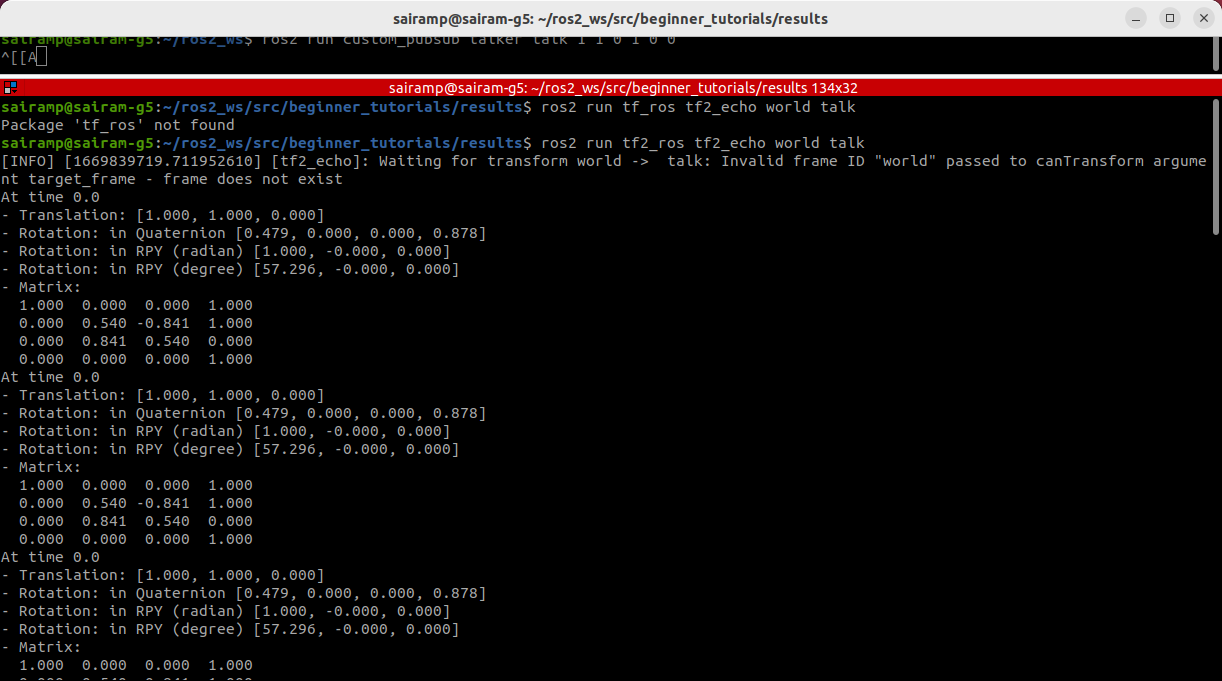 sairamp@sairam-g5: ~/ros2_ws/src/beginner_tutorials/results
sairamp@sairam-g5:~/ros2_ws$ ros2 run custom_pubsub talker talk 1 1 0 1 0 0
^[[A
sairamp@sairam-g5: ~/ros2_ws/src/beginner_tutorials/results 134x32
sairamp@sairam-g5:~/ros2_ws/src/beginner_tutorials/results$ ros2 run tf_ros tf2_echo world talk
Package 'tf_ros' not found
sairamp@sairam-g5:~/ros2_ws/src/beginner_tutorials/results$ ros2 run tf2_ros tf2_echo world talk
[INFO] [1669839719.711952610] [tf2_echo]: Waiting for transform world ->  talk: Invalid frame ID "world" passed to canTransform argume
nt target_frame - frame does not exist
At time 0.0
- Translation: [1.000, 1.000, 0.000]
- Rotation: in Quaternion [0.479, 0.000, 0.000, 0.878]
- Rotation: in RPY (radian) [1.000, -0.000, 0.000]
- Rotation: in RPY (degree) [57.296, -0.000, 0.000]
- Matrix:
  1.000  0.000  0.000  1.000
  0.000  0.540 -0.841  1.000
  0.000  0.841  0.540  0.000
  0.000  0.000  0.000  1.000
At time 0.0
- Translation: [1.000, 1.000, 0.000]
- Rotation: in Quaternion [0.479, 0.000, 0.000, 0.878]
- Rotation: in RPY (radian) [1.000, -0.000, 0.000]
- Rotation: in RPY (degree) [57.296, -0.000, 0.000]
- Matrix:
  1.000  0.000  0.000  1.000
  0.000  0.540 -0.841  1.000
  0.000  0.841  0.540  0.000
  0.000  0.000  0.000  1.000
At time 0.0
- Translation: [1.000, 1.000, 0.000]
- Rotation: in Quaternion [0.479, 0.000, 0.000, 0.878]
- Rotation: in RPY (radian) [1.000, -0.000, 0.000]
- Rotation: in RPY (degree) [57.296, -0.000, 0.000]
- Matrix:
  1.000  0.000  0.000  1.000